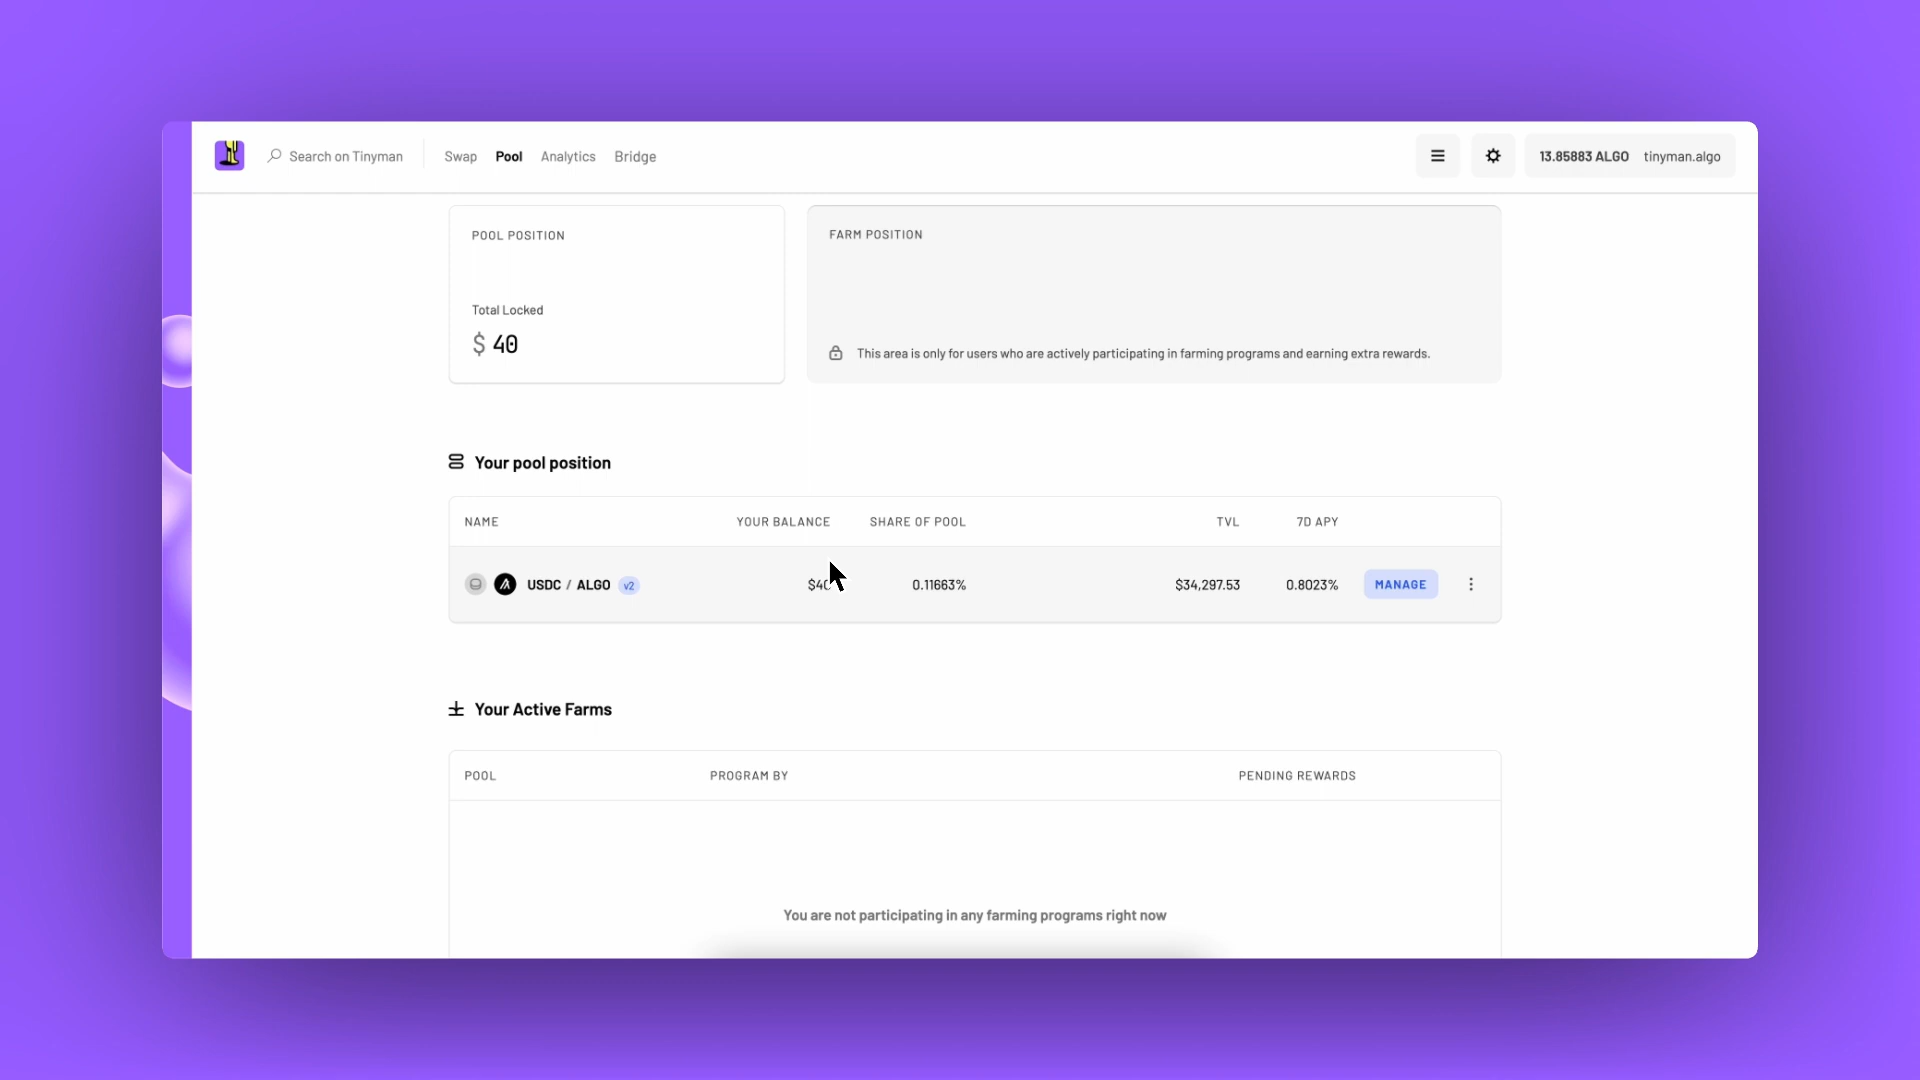 Search on Tinyman
Swap Pool Analytics Bridge
13.85883 ALGO tinyman.algo
POOL POSITION
FARM POSITION
Total Locked
$ 40
This area is only for users who are actively participating in farming programs and earning extra rewards.
Your pool position
NAME YOUR BALANCE SHARE OF POOL TVL 7D APY
USDC / ALGO v2 $40 0.11663% $34,297.53 0.8023% MANAGE
Your Active Farms
POOL PROGRAM BY PENDING REWARDS
You are not participating in any farming programs right now